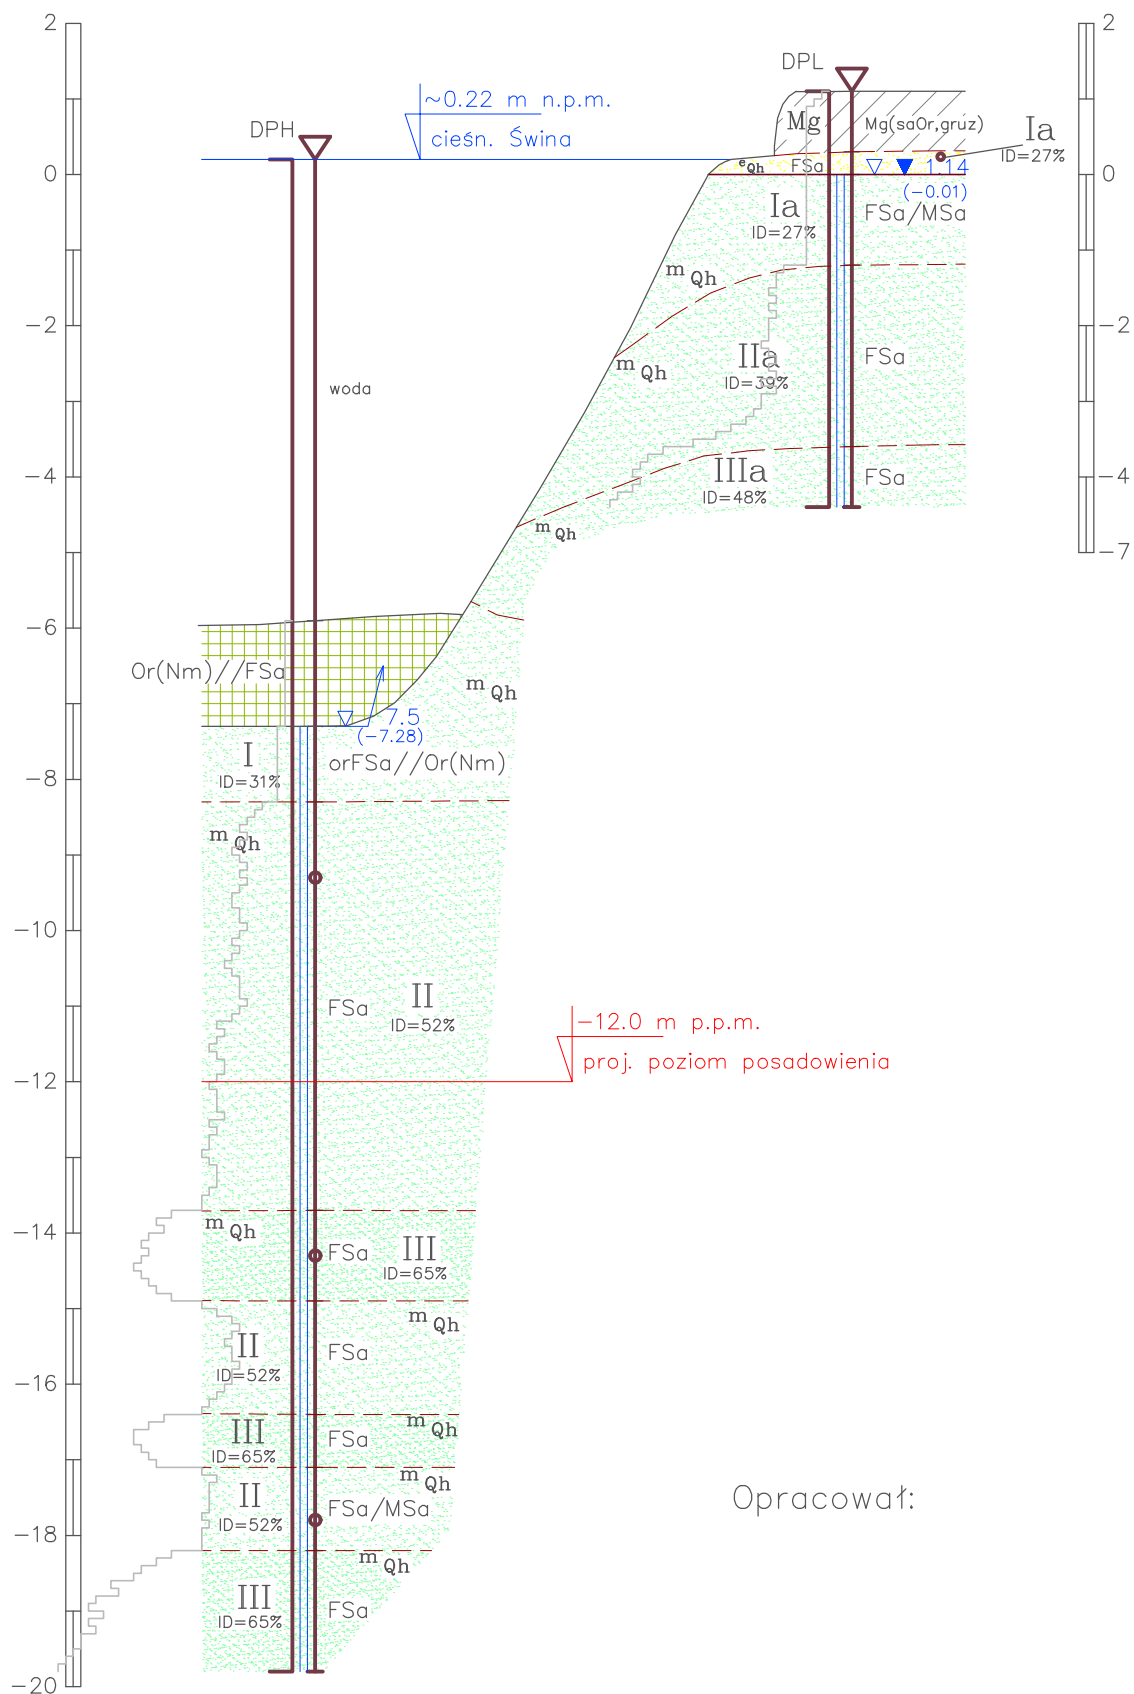 2
2
DPL
~0.22 m n.p.m.
cieśn. Świna
DPH
Mg
Mg(saOr,gruz)
Ia
ID=27%
e Qh
FSa
1.14
(-0.01)
0
0
Ia
ID=27%
FSa/MSa
m Qh
-2
-2
m Qh
IIa
ID=39%
FSa
woda
-4
-4
IIIa
ID=48%
FSa
m Qh
-7
-6
Or(Nm)//FSa
m Qh
7.5
(-7.28)
I
ID=31%
orFSa//Or(Nm)
-8
m Qh
-10
II
ID=52%
FSa
-12.0 m p.p.m.
proj. poziom posadowienia
-12
m Qh
-14
FSa
III
ID=65%
m Qh
II
ID=52%
FSa
-16
m Qh
III
ID=65%
FSa
m Qh
II
ID=52%
FSa/MSa
Opracował:
-18
m Qh
III
ID=65%
FSa
-20